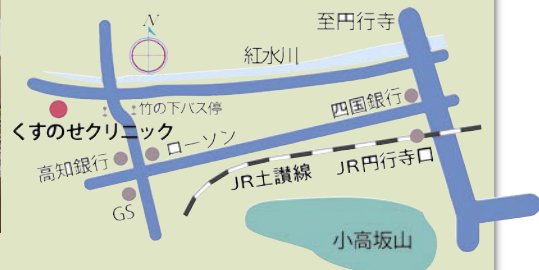 N
至円行寺
紅水川
竹の下バス停
四国銀行
くすのせクリニック
ローソン
高知銀行
JR土讃線
JR円行寺口
GS
小高坂山